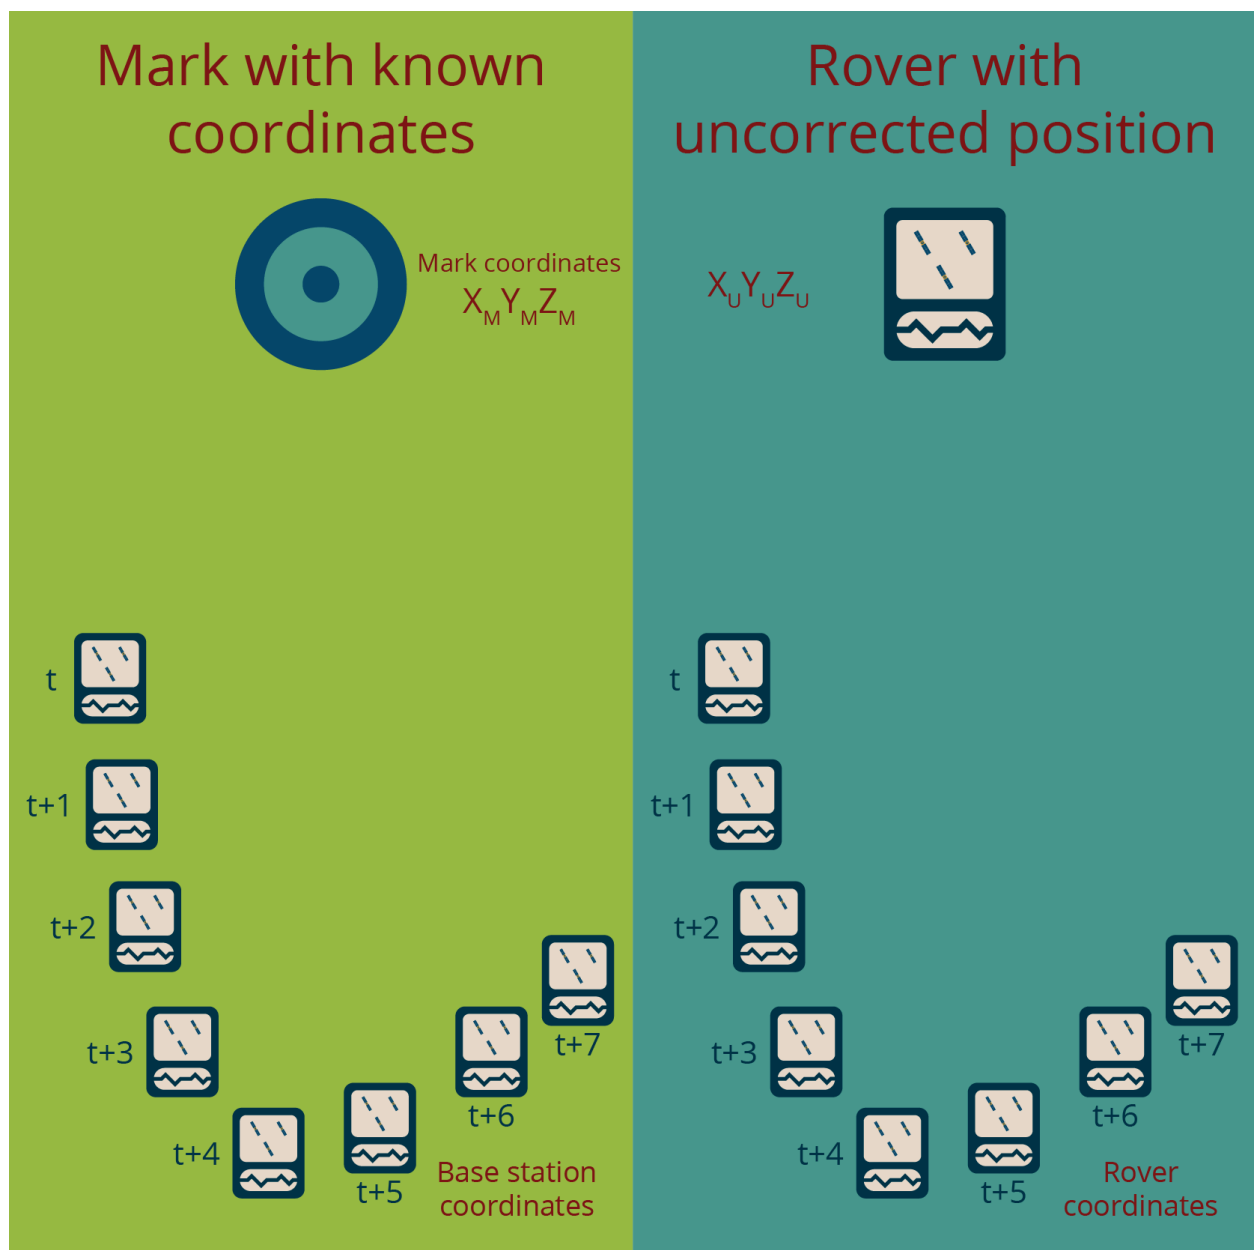 Mark with known
coordinates
Mark coordinates
XMYMZM
t
t+1
t+2
t+3
t+4
t+5
t+6
t+7
Base station
coordinates
Rover with
uncorrected position
XUYUZU
t
t+1
t+2
t+3
t+4
t+5
t+6
t+7
Rover
coordinates